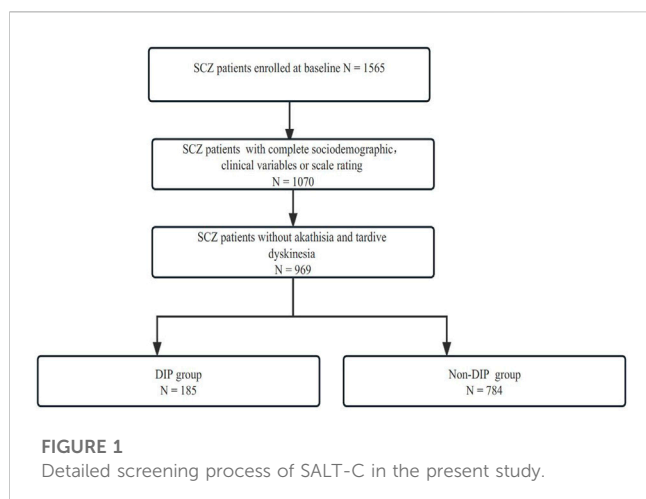 SCZ patients enrolled at baseline N = 1565
SCZ patients with complete sociodemographic,
clinical variables or scale rating
N = 1070
SCZ patients without akathisia and tardive
dyskinesia
N = 969
DIP group
N = 185
Non-DIP group
N = 784
FIGURE 1
Detailed screening process of SALT-C in the present study.